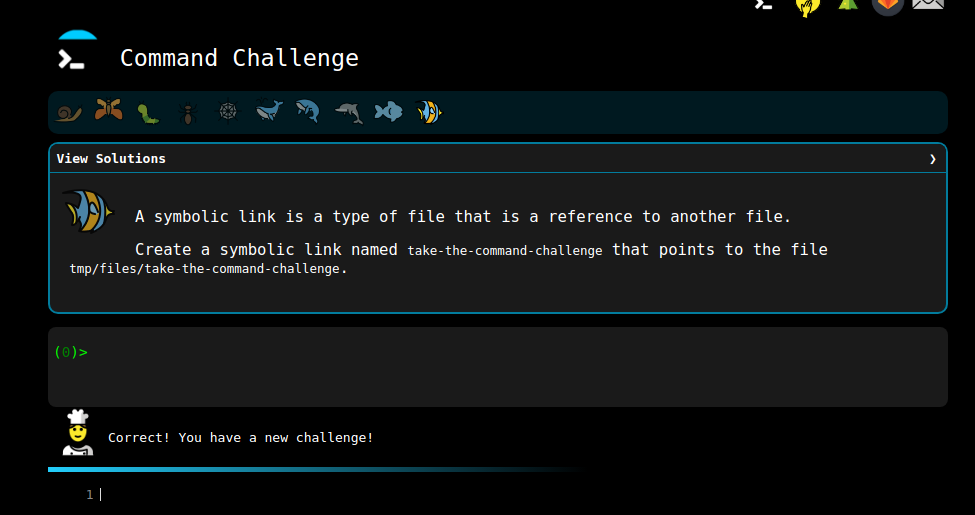 Command Challenge
View Solutions ❯
A symbolic link is a type of file that is a reference to another file.
Create a symbolic link named take-the-command-challenge that points to the file
tmp/files/take-the-command-challenge.
(0)>
Correct! You have a new challenge!
1